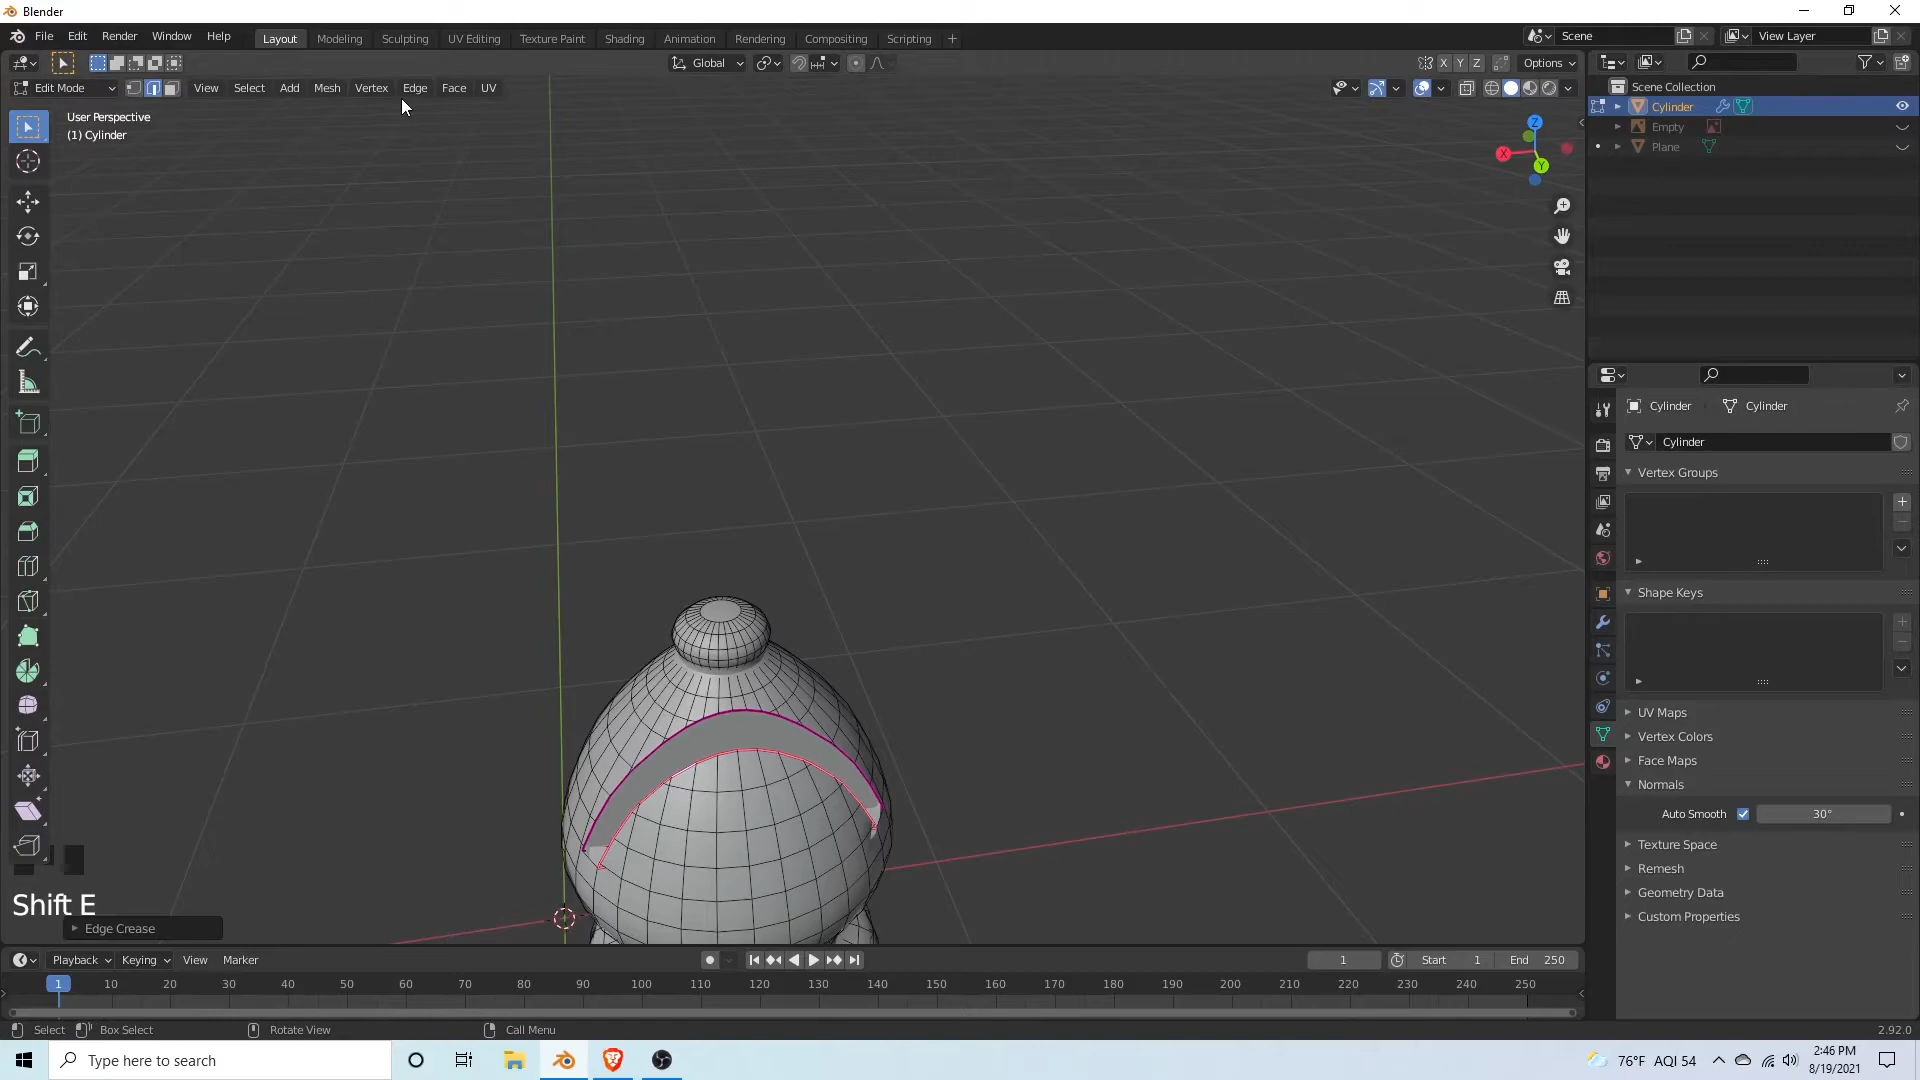 Blender
File Edit Render Window Help
Layout Modeling Sculpting UV Editing Texture Paint Shading Animation Rendering Compositing Scripting +
Scene
View Layer
Global
X Y Z
Options
Edit Mode
View Select Add Mesh Vertex Edge Face UV
User Perspective
(1) Cylinder
Z
X
Y
Scene Collection
Cylinder
Empty
Plane
Cylinder Cylinder
Cylinder
Vertex Groups
Shape Keys
UV Maps
Vertex Colors
Face Maps
Normals
Auto Smooth 30°
Texture Space
Remesh
Geometry Data
Custom Properties
Shift E
Edge Crease
Playback Keying View Marker
1 Start 1 End 250
1 10 20 30 40 50 60 70 80 90 100 110 120 130 140 150 160 170 180 190 200 210 220 230 240 250
Select Box Select Rotate View Call Menu 2.92.0
Type here to search
76°F AQI 54
2:46 PM
8/19/2021